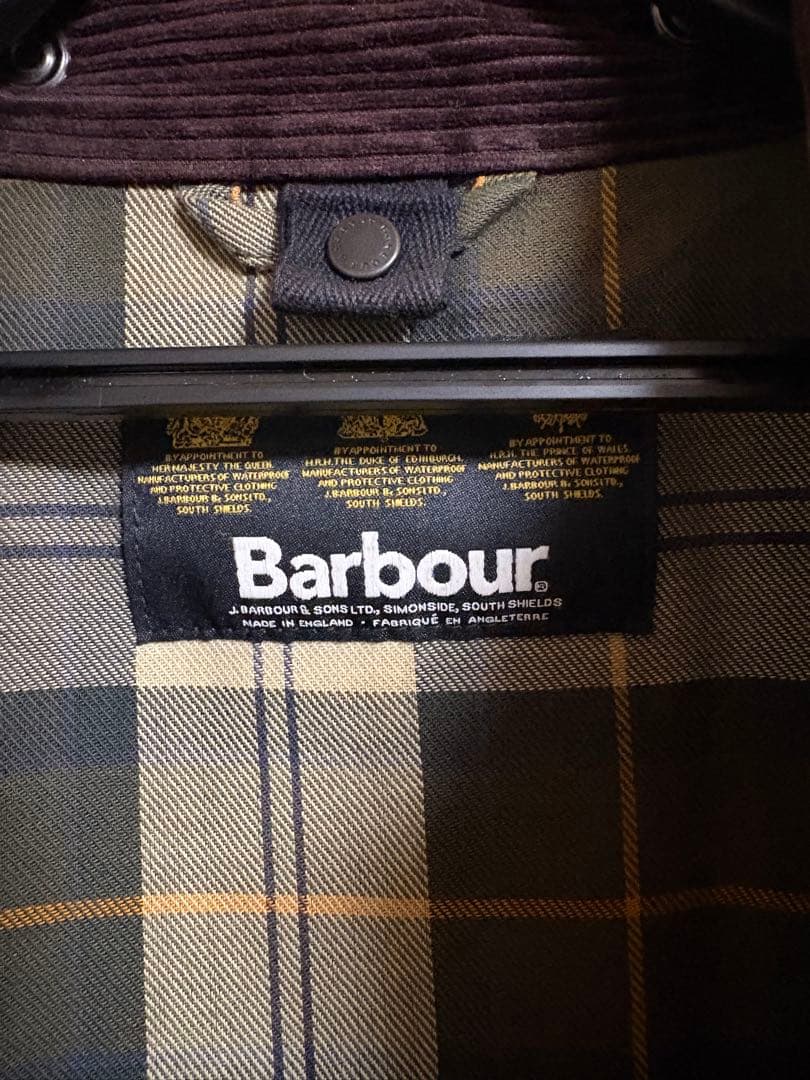 BY APPOINTMENT TO
HER MAJESTY THE QUEEN
MANUFACTURERS OF WATERPROOF
AND PROTECTIVE CLOTHING
J.BARBOUR & SONS LTD,
SOUTH SHIELDS.
BY APPOINTMENT TO
H.R.H. THE DUKE OF EDINBURGH,
MANUFACTURERS OF WATERPROOF
AND PROTECTIVE CLOTHING
J.BARBOUR & SONS LTD,
SOUTH SHIELDS.
BY APPOINTMENT TO
H.R.H. THE PRINCE OF WALES,
MANUFACTURERS OF WATERPROOF
AND PROTECTIVE CLOTHING
J.BARBOUR & SONS LTD,
SOUTH SHIELDS.
Barbour®
J.BARBOUR & SONS LTD., SIMONSIDE, SOUTH SHIELDS
MADE IN ENGLAND • FABRIQUÉ EN ANGLETERRE